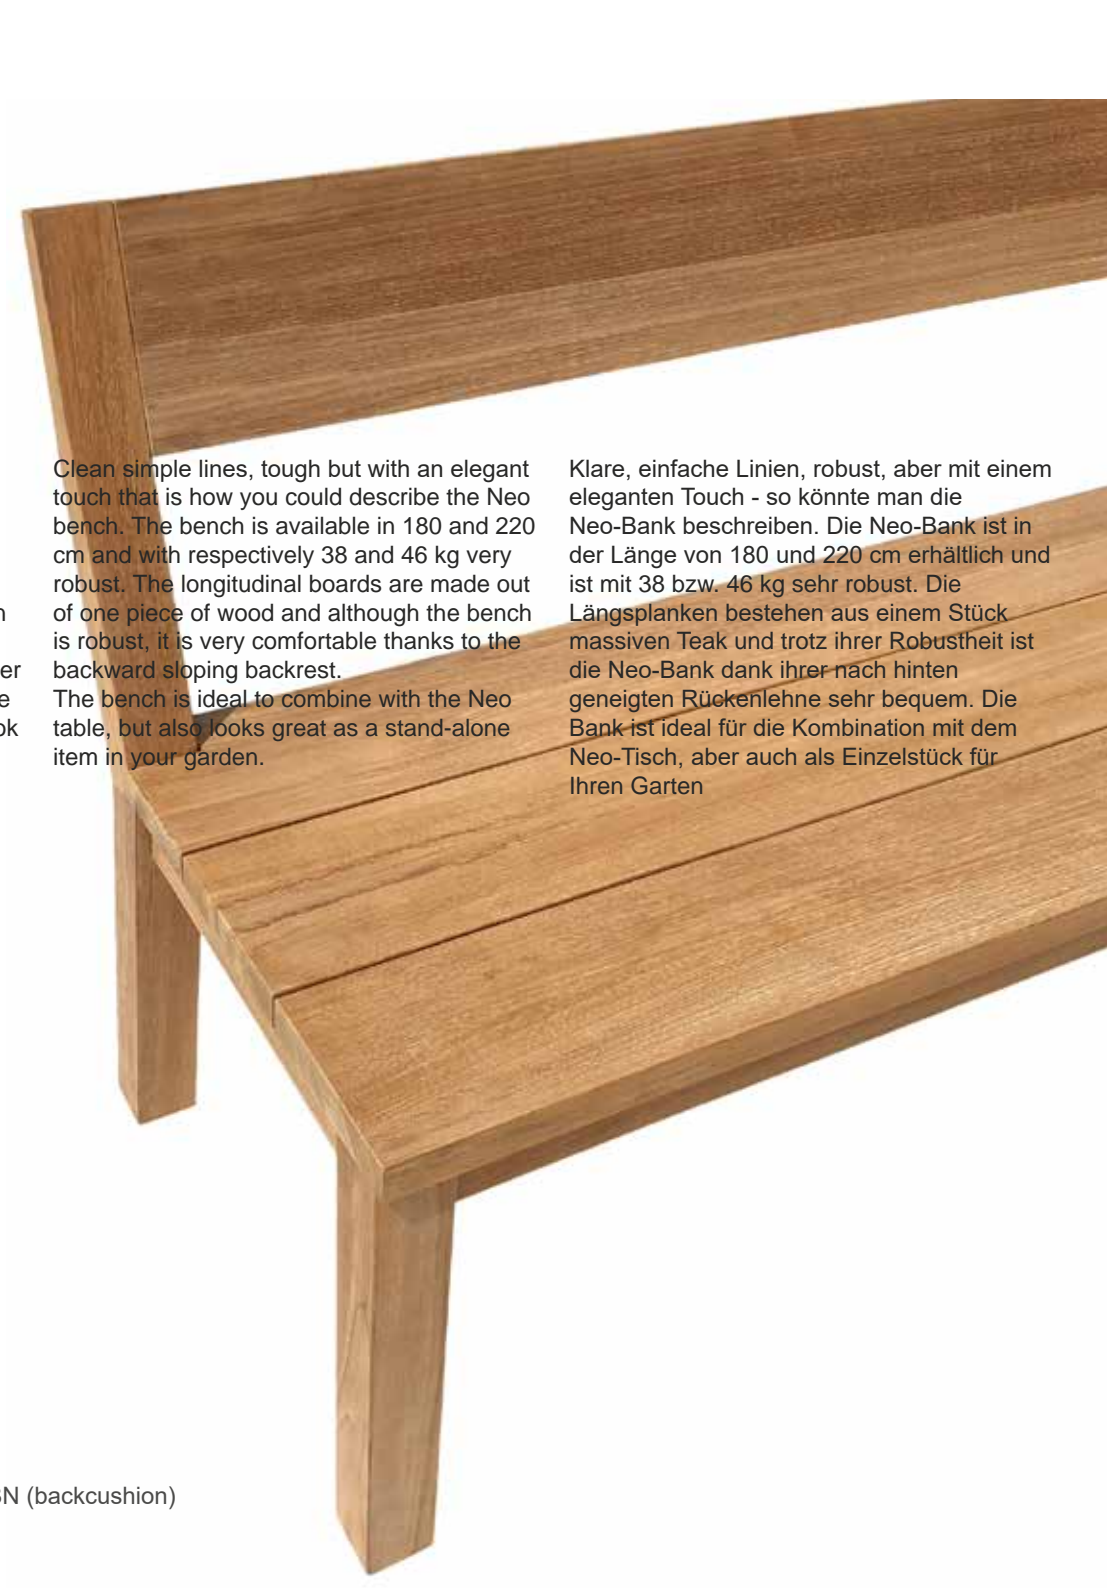 Clean simple lines, tough but with an elegant
touch that is how you could describe the Neo
bench. The bench is available in 180 and 220
cm and with respectively 38 and 46 kg very
robust. The longitudinal boards are made out
of one piece of wood and although the bench
is robust, it is very comfortable thanks to the
backward sloping backrest.
The bench is ideal to combine with the Neo
table, but also looks great as a stand-alone
item in your garden.
Klare, einfache Linien, robust, aber mit einem
eleganten Touch - so könnte man die
Neo-Bank beschreiben. Die Neo-Bank ist in
der Länge von 180 und 220 cm erhältlich und
ist mit 38 bzw. 46 kg sehr robust. Die
Längsplanken bestehen aus einem Stück
massiven Teak und trotz ihrer Robustheit ist
die Neo-Bank dank ihrer nach hinten
geneigten Rückenlehne sehr bequem. Die
Bank ist ideal für die Kombination mit dem
Neo-Tisch, aber auch als Einzelstück für
Ihren Garten
(backcushion)